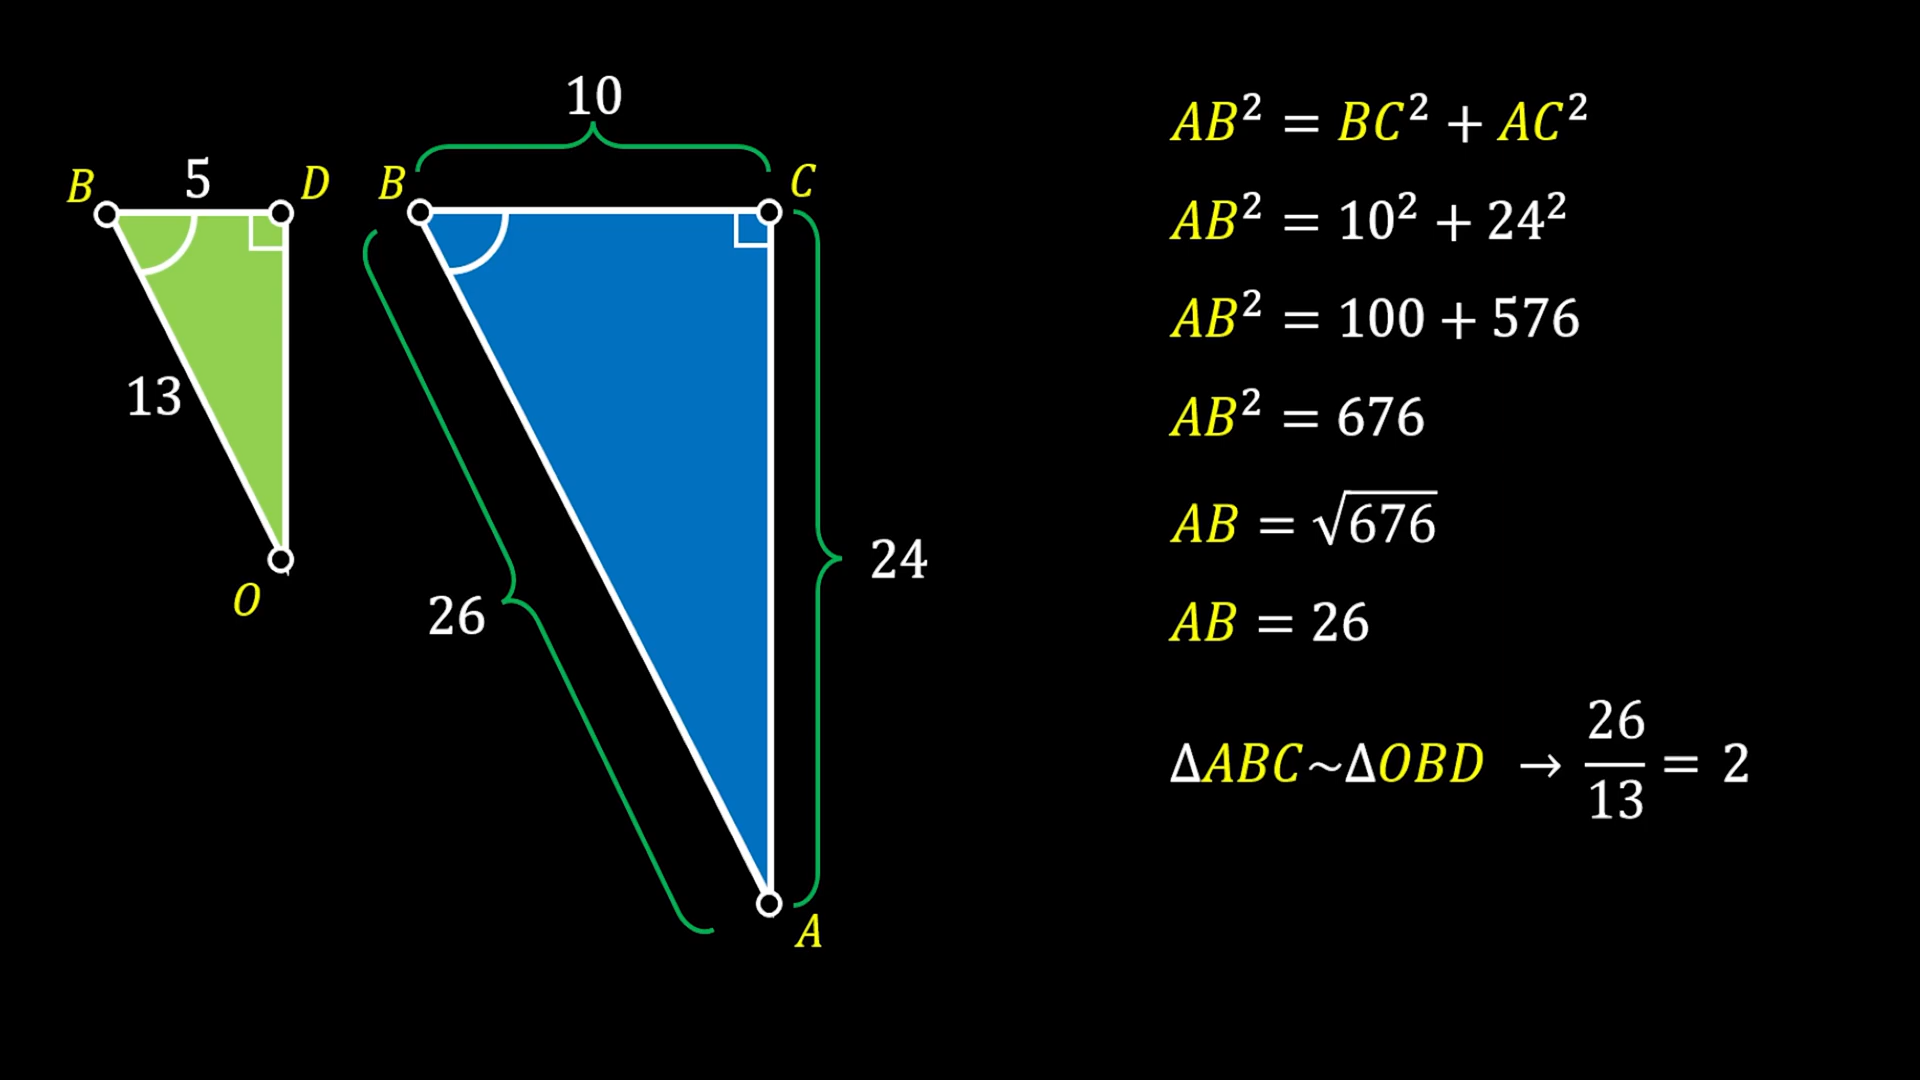 10
B 5 D B C
13
24
26
O
A
AB² = BC² + AC²
AB² = 10² + 24²
AB² = 100 + 576
AB² = 676
AB = √676
AB = 26
ΔABC~ΔOBD → 26/13 = 2